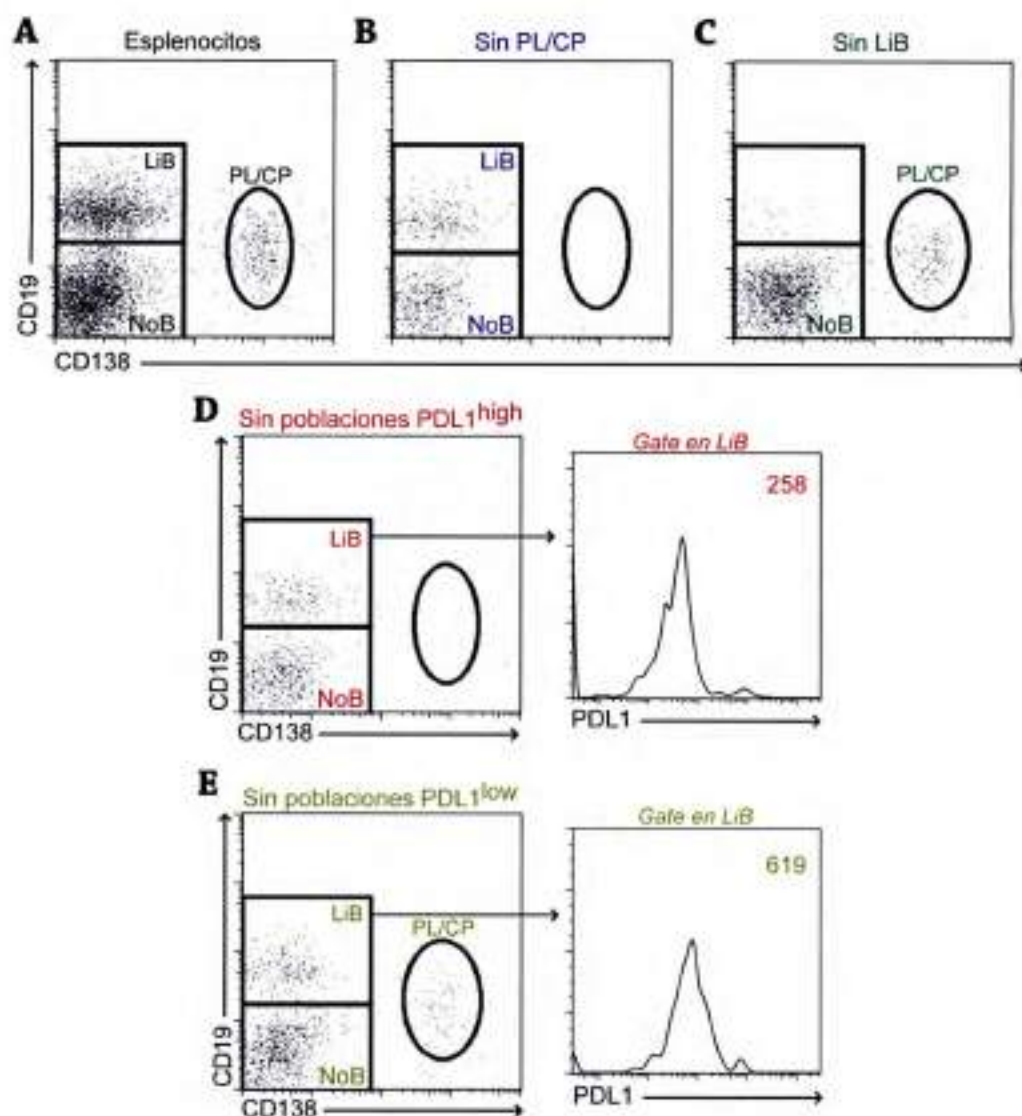 A
Esplenocitos
B
Sin PL/CP
C
Sin LiB
CD19
LiB
PL/CP
NoB
LiB
NoB
PL/CP
NoB
CD138
D
Sin poblaciones PDL1high
CD19
LiB
NoB
CD138
Gate en LiB
258
PDL1
E
Sin poblaciones PDL1low
CD19
LiB
PL/CP
NoB
CD138
Gate en LiB
619
PDL1